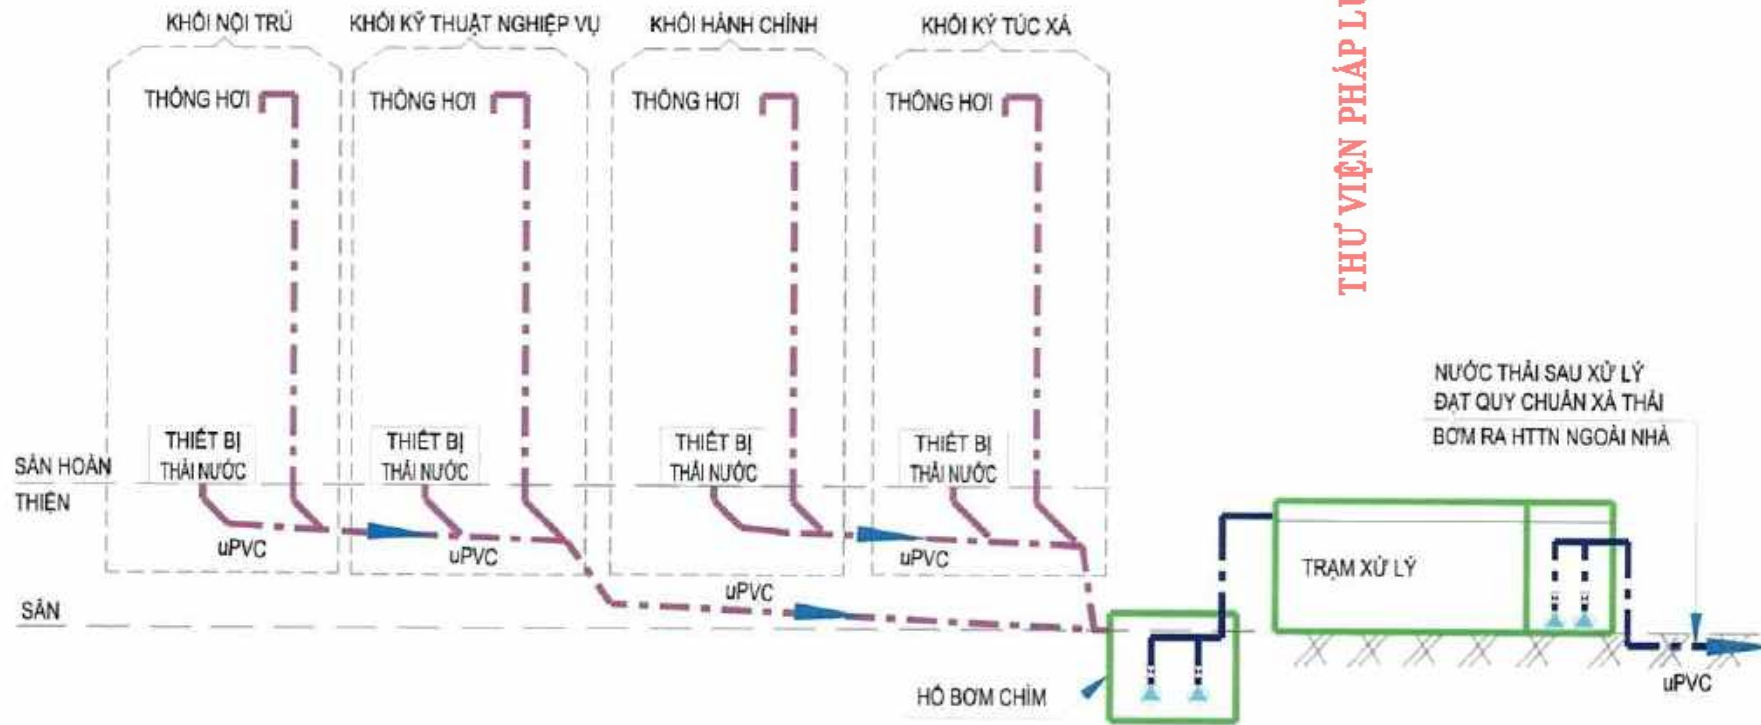 KHỐI NỘI TRÚ
KHỐI KỸ THUẬT NGHIỆP VỤ
KHỐI HÀNH CHÍNH
KHỐI KÝ TÚC XÁ
THÔNG HƠI
THÔNG HƠI
THÔNG HƠI
THÔNG HƠI
THƯ VIỆN PHÁP
NƯỚC THẢI SAU XỬ LÝ
ĐẠT QUY CHUẨN XẢ THẢI
BƠM RA HTTN NGOÀI NHÀ
THIẾT BỊ
THẢI NƯỚC
THIẾT BỊ
THẢI NƯỚC
THIẾT BỊ
THẢI NƯỚC
THIẾT BỊ
THẢI NƯỚC
SÀN HOÀN
THIỆN
uPVC
uPVC
uPVC
uPVC
TRẠM XỬ LÝ
SÂN
HỐ BƠM CHÌM
uPVC